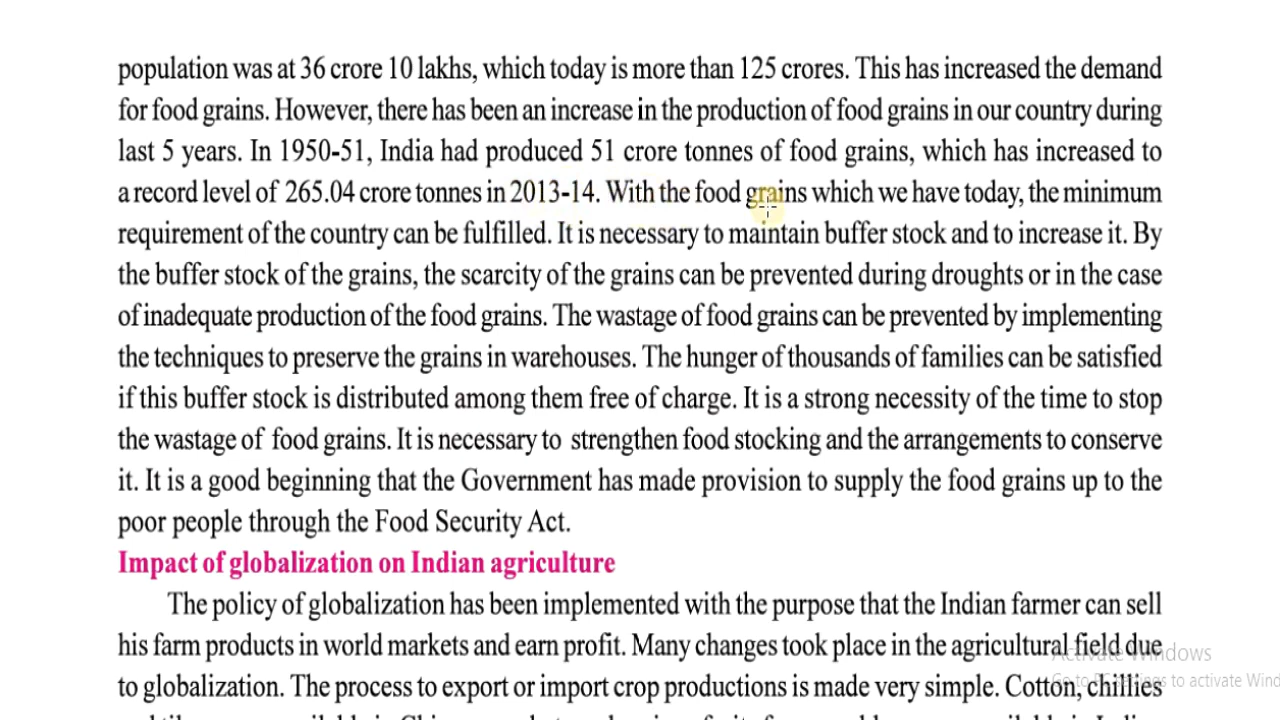 population was at 36 crore 10 lakhs, which today is more than 125 crores. This has increased the demand
for food grains. However, there has been an increase in the production of food grains in our country during
last 5 years. In 1950-51, India had produced 51 crore tonnes of food grains, which has increased to
a record level of 265.04 crore tonnes in 2013-14. With the food grains which we have today, the minimum
requirement of the country can be fulfilled. It is necessary to maintain buffer stock and to increase it. By
the buffer stock of the grains, the scarcity of the grains can be prevented during droughts or in the case
of inadequate production of the food grains. The wastage of food grains can be prevented by implementing
the techniques to preserve the grains in warehouses. The hunger of thousands of families can be satisfied
if this buffer stock is distributed among them free of charge. It is a strong necessity of the time to stop
the wastage of food grains. It is necessary to strengthen food stocking and the arrangements to conserve
it. It is a good beginning that the Government has made provision to supply the food grains up to the
poor people through the Food Security Act.
Impact of globalization on Indian agriculture
The policy of globalization has been implemented with the purpose that the Indian farmer can sell
his farm products in world markets and earn profit. Many changes took place in the agricultural field due
to globalization. The process to export or import crop productions is made very simple. Cotton, chillies
Activate Windows
Go to PC settings to activate Wind